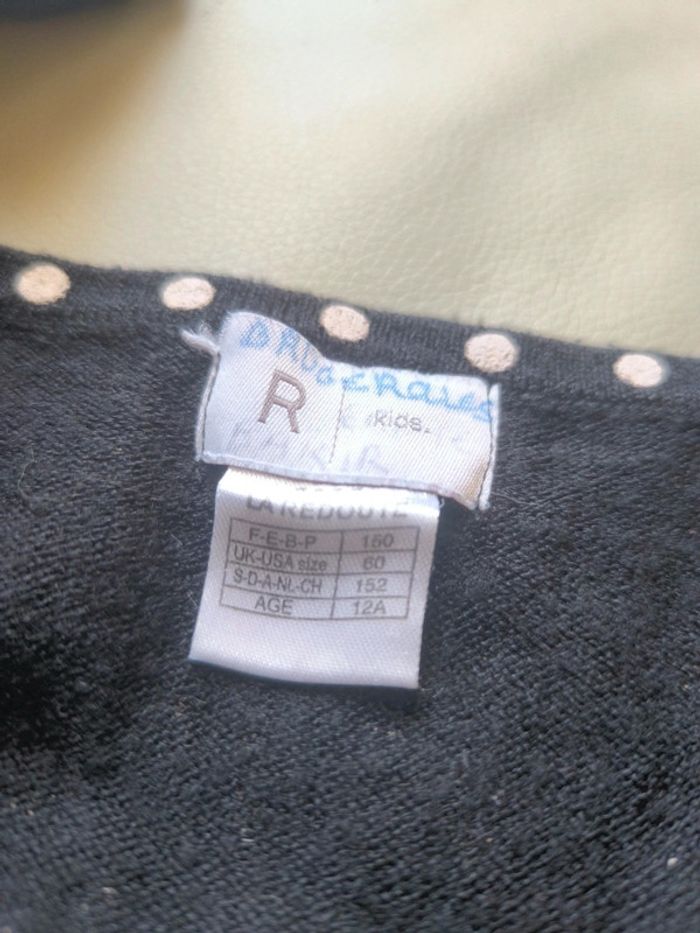 R kids.
LA REDOUTE
F-E-B-P 150
UK-USA size 60
S-D-A-NL-CH 152
AGE 12A